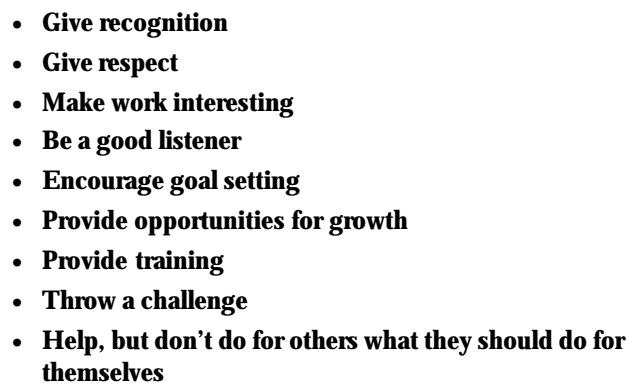 • Give recognition
• Give respect
• Make work interesting
• Be a good listener
• Encourage goal setting
• Provide opportunities for growth
• Provide training
• Throw a challenge
• Help, but don’t do for others what they should do for
themselves